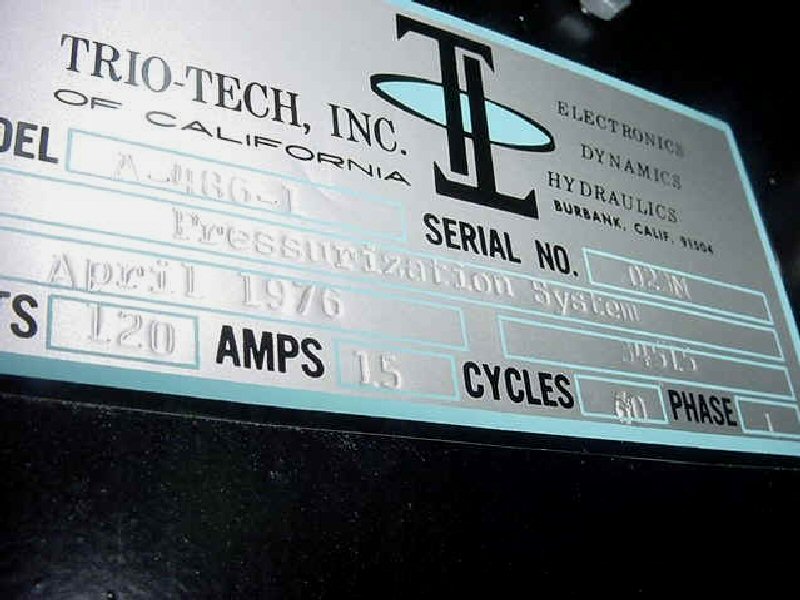 TRIO-TECH, INC.
OF CALIFORNIA
ELECTRONICS
DYNAMICS
HYDRAULICS
BURBANK, CALIF. 91504
ODEL
SERIAL NO.
Pressurization System
April 1976
TS 120 AMPS 15 CYCLES 60 PHASE 1